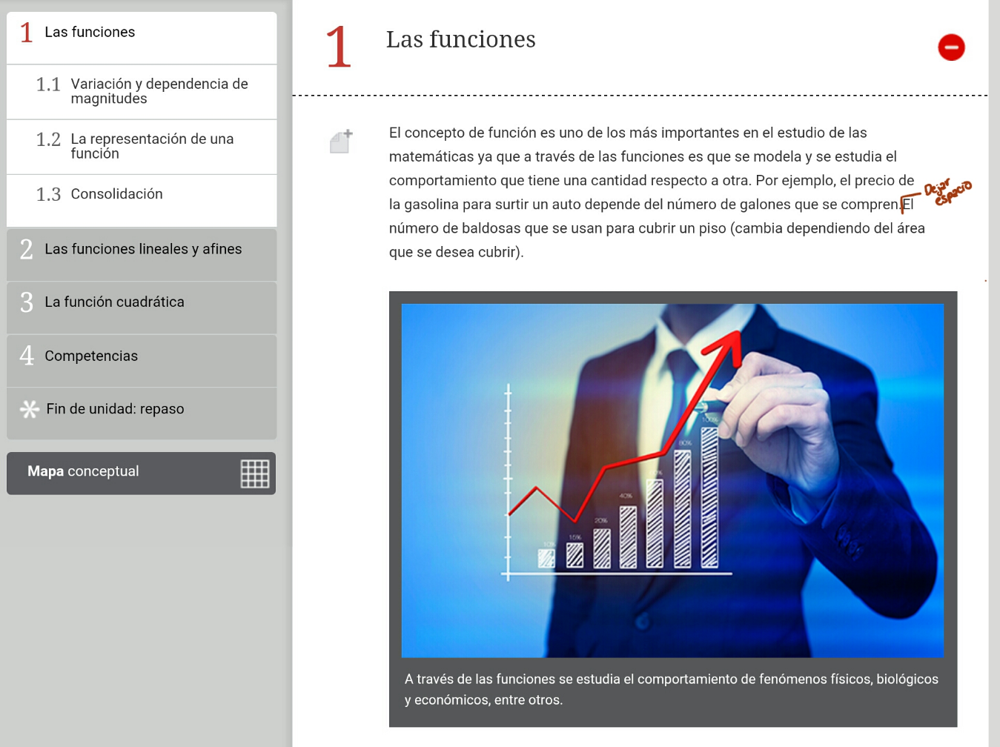 1 Las funciones
1.1 Variación y dependencia de
magnitudes
1.2 La representación de una
función
1.3 Consolidación
2 Las funciones lineales y afines
3 La función cuadrática
4 Competencias
Fin de unidad: repaso
Mapa conceptual
1 Las funciones
El concepto de función es uno de los más importantes en el estudio de las
matemáticas ya que a través de las funciones es que se modela y se estudia el
comportamiento que tiene una cantidad respecto a otra. Por ejemplo, el precio de
la gasolina para surtir un auto depende del número de galones que se compren.El
número de baldosas que se usan para cubrir un piso (cambia dependiendo del área
que se desea cubrir).
Dejar
espacio
100%
80%
40%
20%
15%
10%
A través de las funciones se estudia el comportamiento de fenómenos físicos, biológicos
y económicos, entre otros.